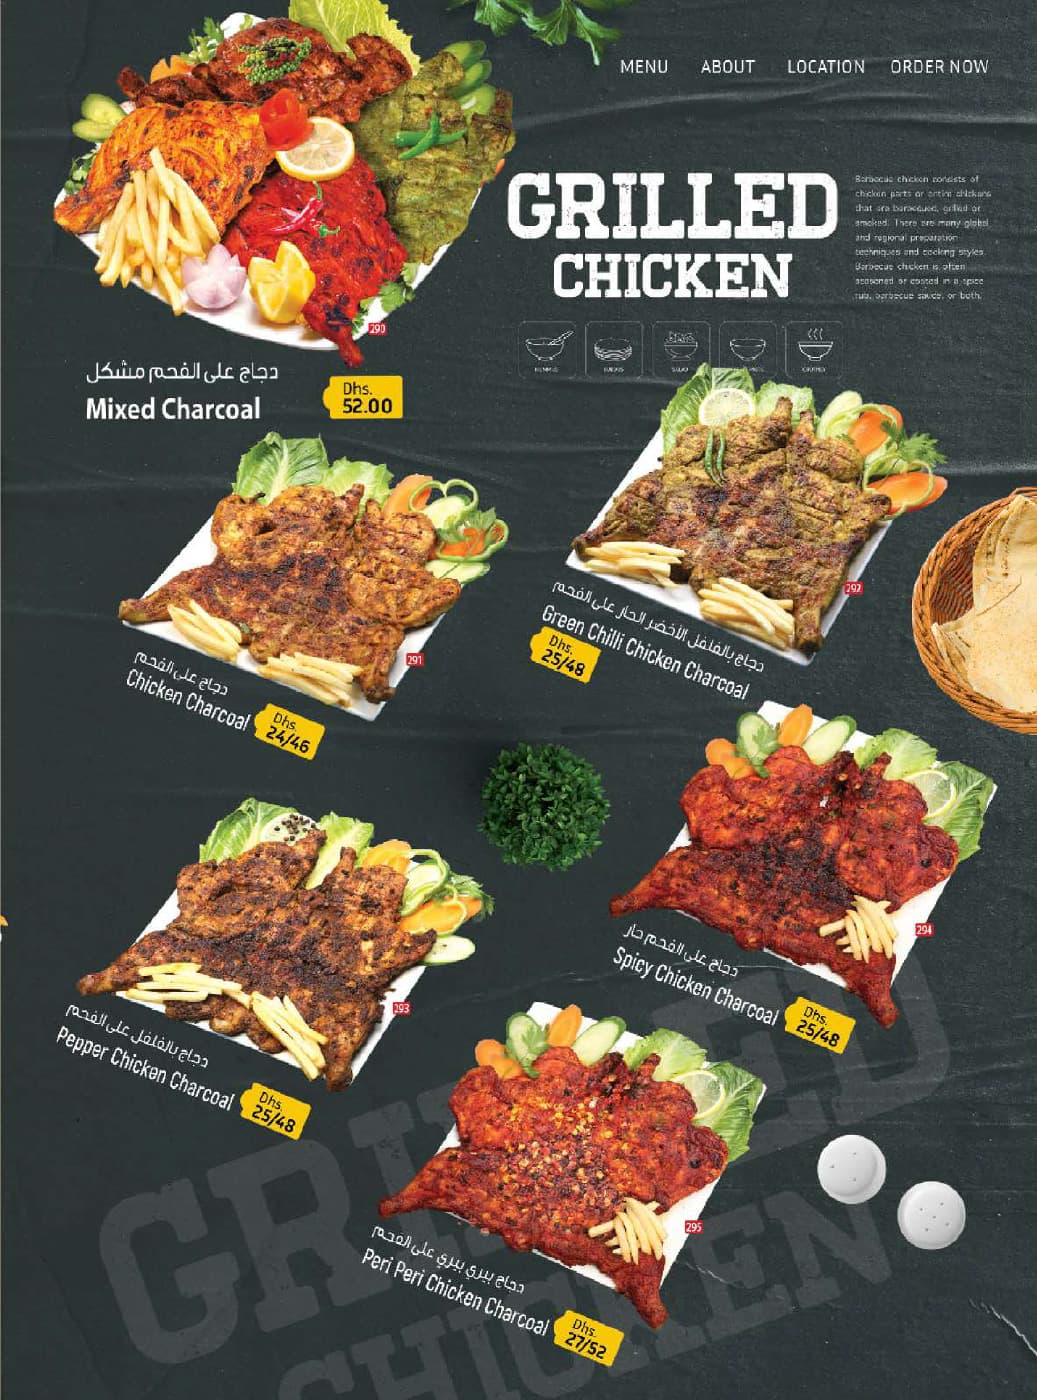 MENU ABOUT LOCATION ORDER NOW
GRILLED
CHICKEN
Barbecue chicken consists of
chicken parts or entire chickens
that are barbecued, grilled or
smoked. There are many global
and regional preparation
techniques and cooking styles.
Barbecue chicken is often
seasoned or coated in a spice
rub, barbecue sauce, or both.
HUMMUS
SALAD
290
دجاج على الفحم مشكل
Mixed Charcoal
Dhs.
52.00
291
دجاج على الفحم
Chicken Charcoal
Dhs.
24/46
292
دجاج بالفلفل الأخضر الحار على الفحم
Green Chilli Chicken Charcoal
Dhs.
25/48
293
دجاج بالفلفل على الفحم
Pepper Chicken Charcoal
Dhs.
25/48
294
دجاج على الفحم حار
Spicy Chicken Charcoal
Dhs.
25/48
295
دجاج بيري بيري على الفحم
Peri Peri Chicken Charcoal
Dhs.
27/52
GRILLED
CHICKEN